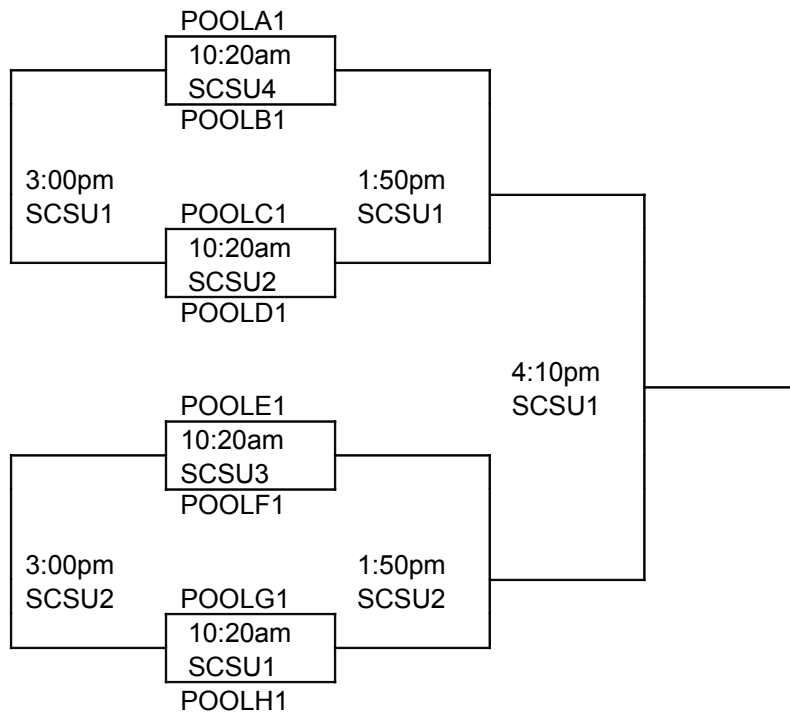 POOLA1
10:20am
SCSU4
POOLB1
3:00pm
SCSU1
1:50pm
SCSU1
POOLC1
10:20am
SCSU2
POOLD1
4:10pm
SCSU1
POOLE1
10:20am
SCSU3
POOLF1
3:00pm
SCSU2
1:50pm
SCSU2
POOLG1
10:20am
SCSU1
POOLH1